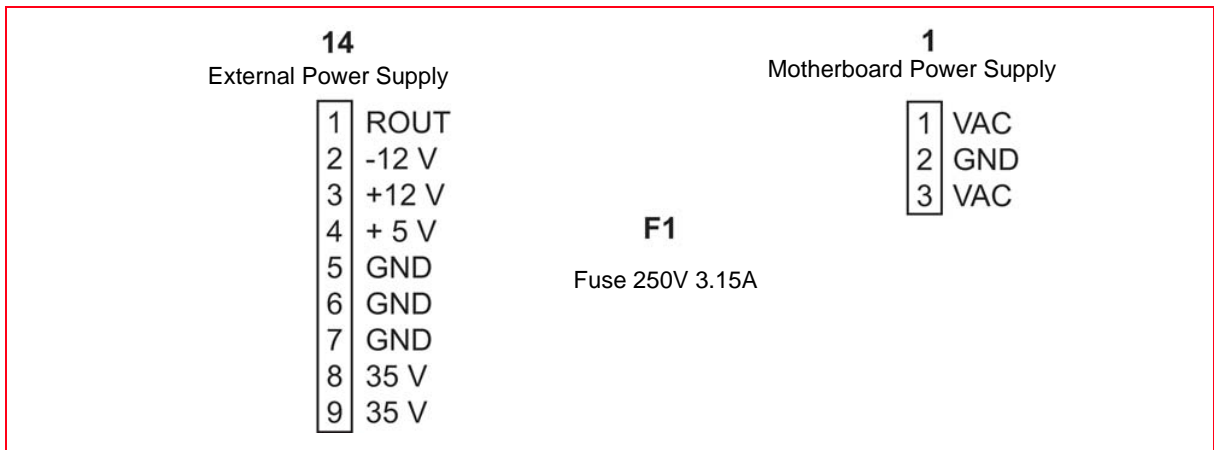 14
External Power Supply
1 ROUT
2 -12 V
3 +12 V
4 + 5 V
5 GND
6 GND
7 GND
8 35 V
9 35 V
F1
Fuse 250V 3.15A
1
Motherboard Power Supply
1 VAC
2 GND
3 VAC